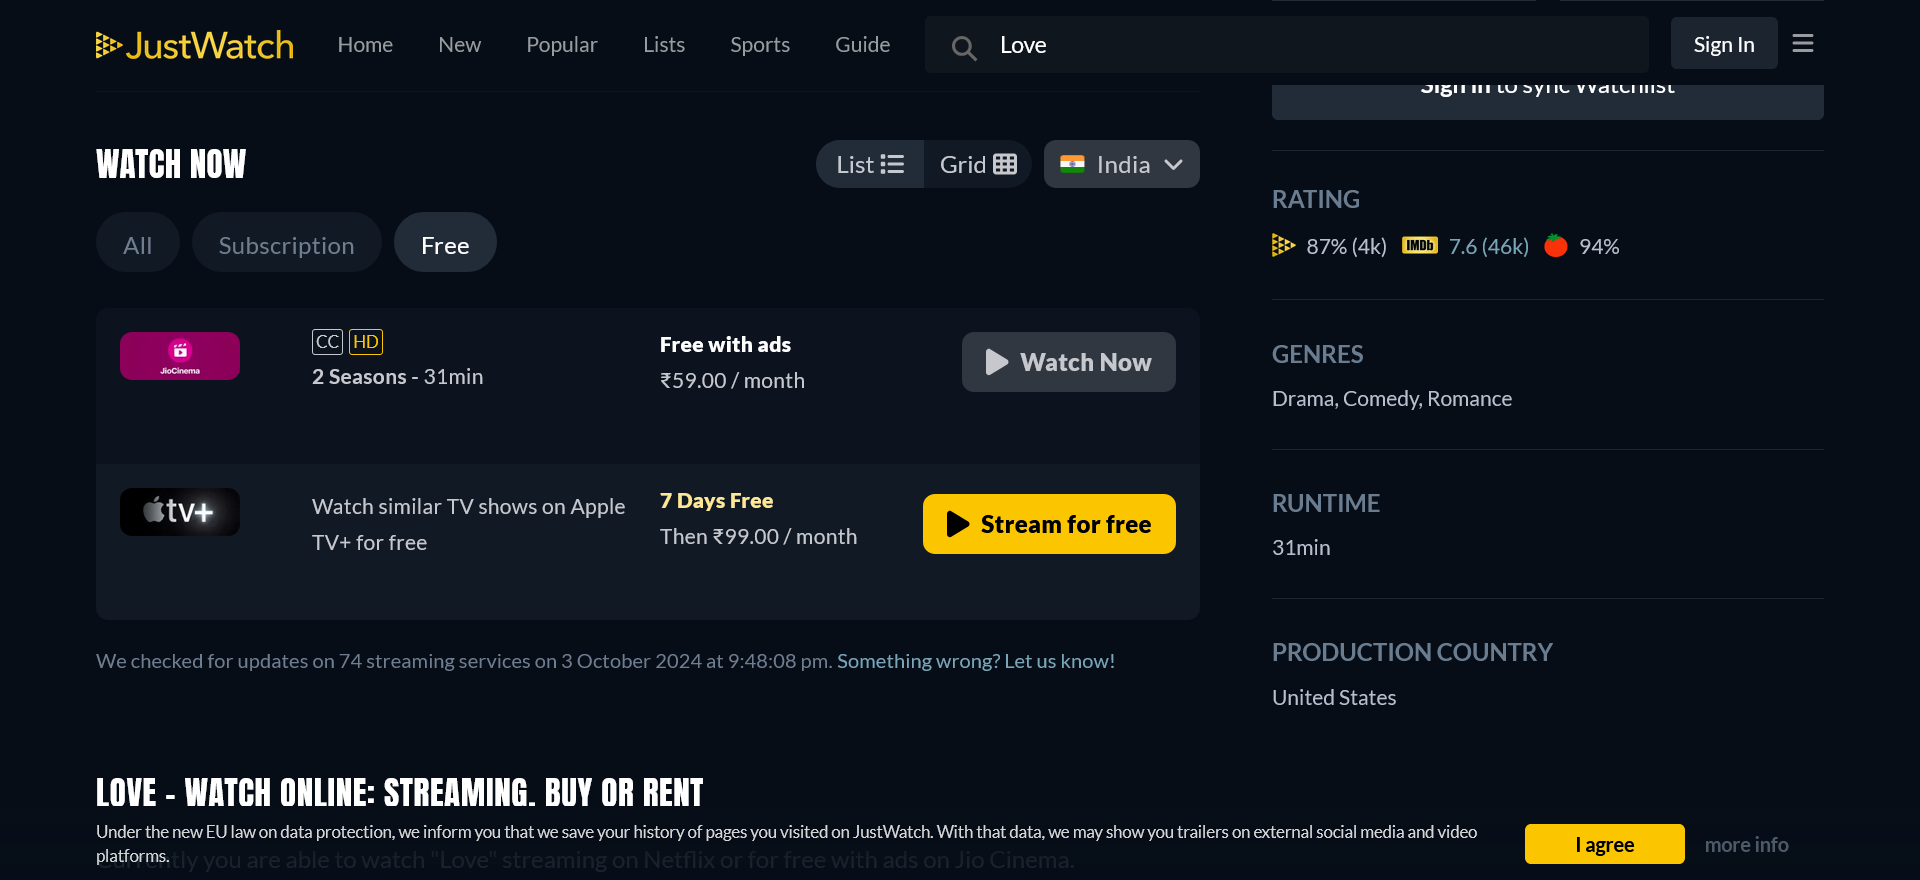 JustWatch
Home
New
Popular
Lists
Sports
Guide
Love
Sign In
Sign in to sync Watchlist
WATCH NOW
List
Grid
India
All
Subscription
Free
JioCinema
CC HD
2 Seasons - 31min
Free with ads
₹59.00 / month
Watch Now
tv+
Watch similar TV shows on Apple
TV+ for free
7 Days Free
Then ₹99.00 / month
Stream for free
We checked for updates on 74 streaming services on 3 October 2024 at 9:48:08 pm. Something wrong? Let us know!
RATING
87% (4k)
IMDb
7.6 (46k)
94%
GENRES
Drama, Comedy, Romance
RUNTIME
31min
PRODUCTION COUNTRY
United States
LOVE - WATCH ONLINE: STREAMING, BUY OR RENT
Under the new EU law on data protection, we inform you that we save your history of pages you visited on JustWatch. With that data, we may show you trailers on external social media and video
platforms.
Currently you are able to watch "Love" streaming on Netflix or for free with ads on Jio Cinema.
I agree
more info